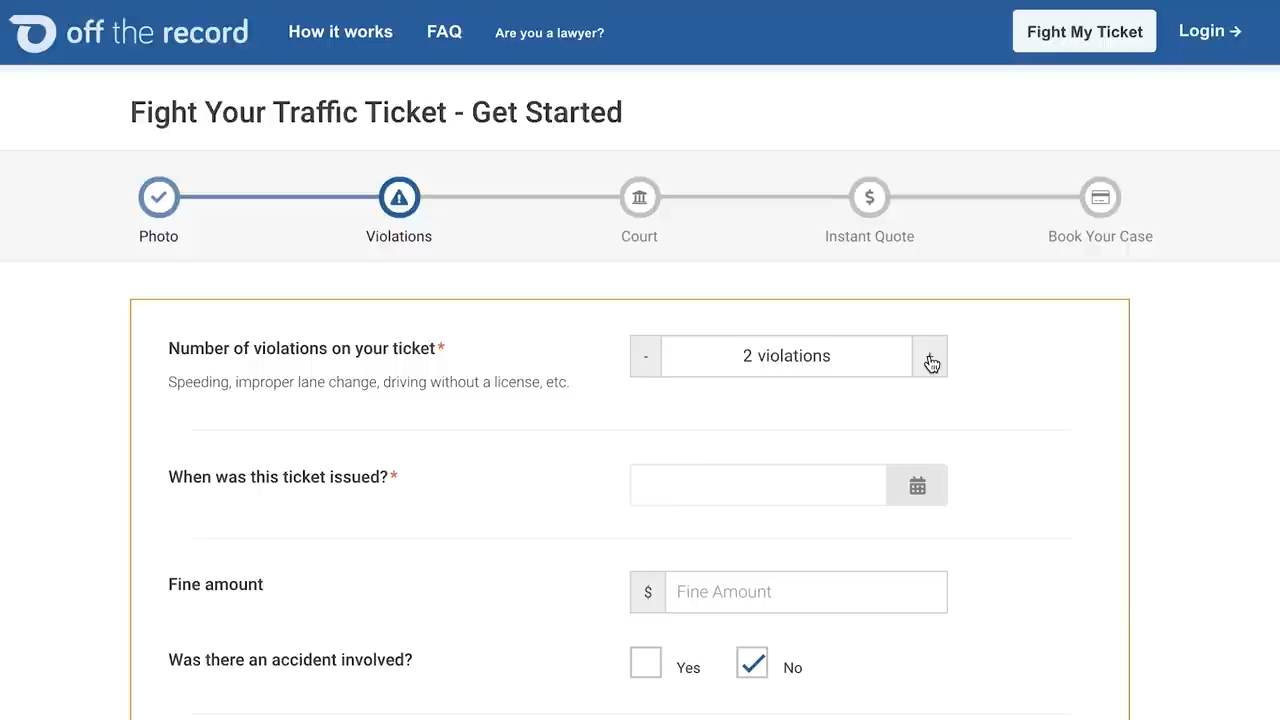 off the record How it works FAQ Are you a lawyer? Fight My Ticket Login →
Fight Your Traffic Ticket - Get Started
$
Photo Violations Court Instant Quote Book Your Case
Number of violations on your ticket* - 2 violations
Speeding, improper lane change, driving without a license, etc.
When was this ticket issued?*
Fine amount $ Fine Amount
Was there an accident involved? Yes No